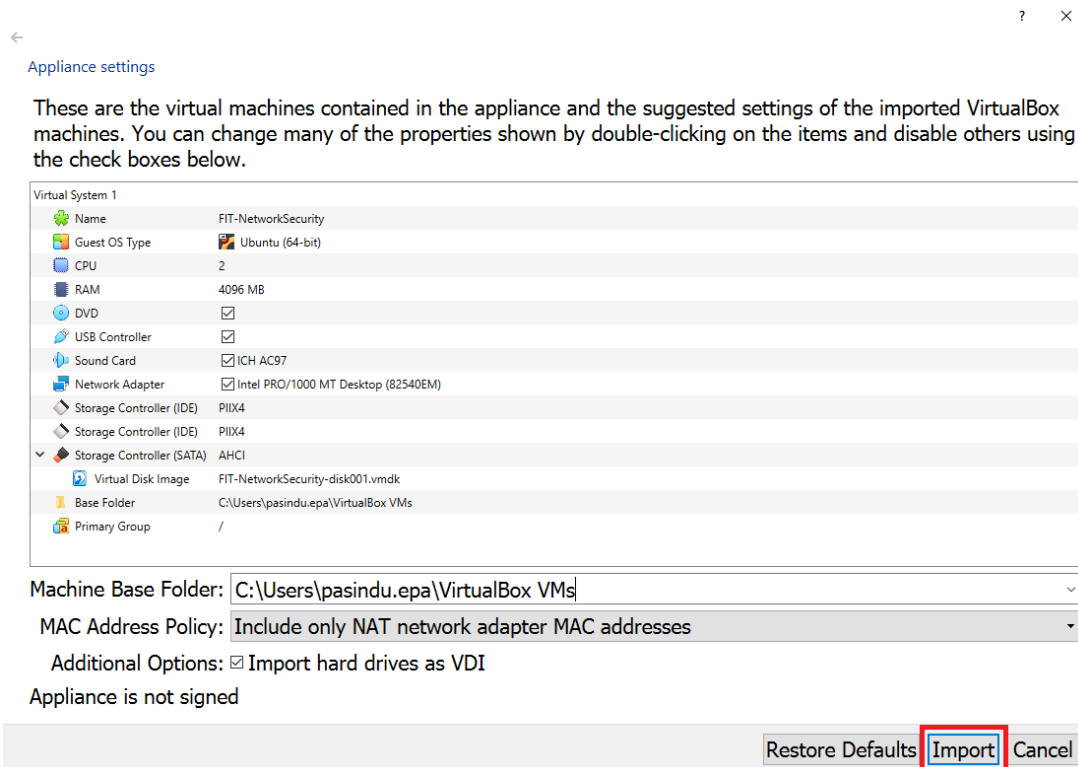 ?
Appliance settings
These are the virtual machines contained in the appliance and the suggested settings of the imported VirtualBox
machines. You can change many of the properties shown by double-clicking on the items and disable others using
the check boxes below.
Virtual System 1
Name FIT-NetworkSecurity
Guest OS Type Ubuntu (64-bit)
CPU 2
RAM 4096 MB
DVD
USB Controller
Sound Card ICH AC97
Network Adapter Intel PRO/1000 MT Desktop (82540EM)
Storage Controller (IDE) PIIX4
Storage Controller (IDE) PIIX4
Storage Controller (SATA) AHCI
Virtual Disk Image FIT-NetworkSecurity-disk001.vmdk
Base Folder C:\Users\pasindu.epa\VirtualBox VMs
Primary Group /
Machine Base Folder: C:\Users\pasindu.epa\VirtualBox VMs
MAC Address Policy: Include only NAT network adapter MAC addresses
Additional Options: Import hard drives as VDI
Appliance is not signed
Restore Defaults Import Cancel